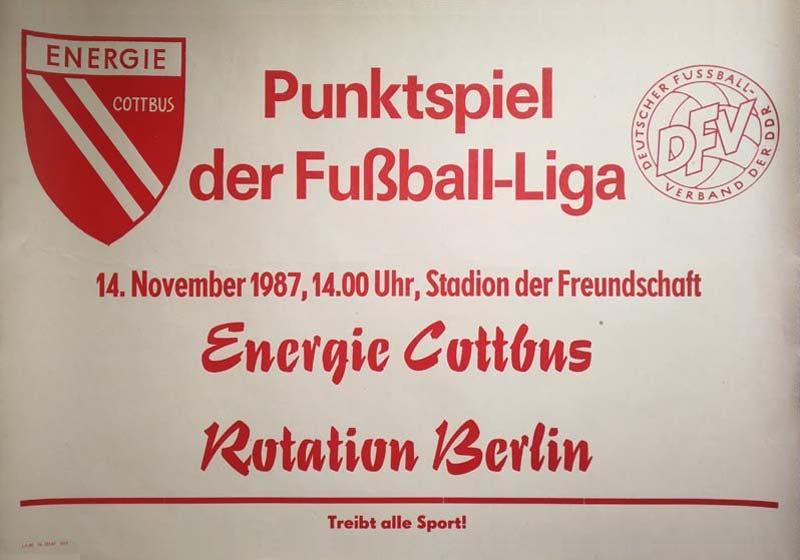 ENERGIE
COTTBUS
Punktspiel
der Fußball-Liga
DEUTSCHER FUSSBALL-
VERBAND DER DDR
DFV
14. November 1987, 14.00 Uhr, Stadion der Freundschaft
Energie Cottbus
Rotation Berlin
Treibt alle Sport!